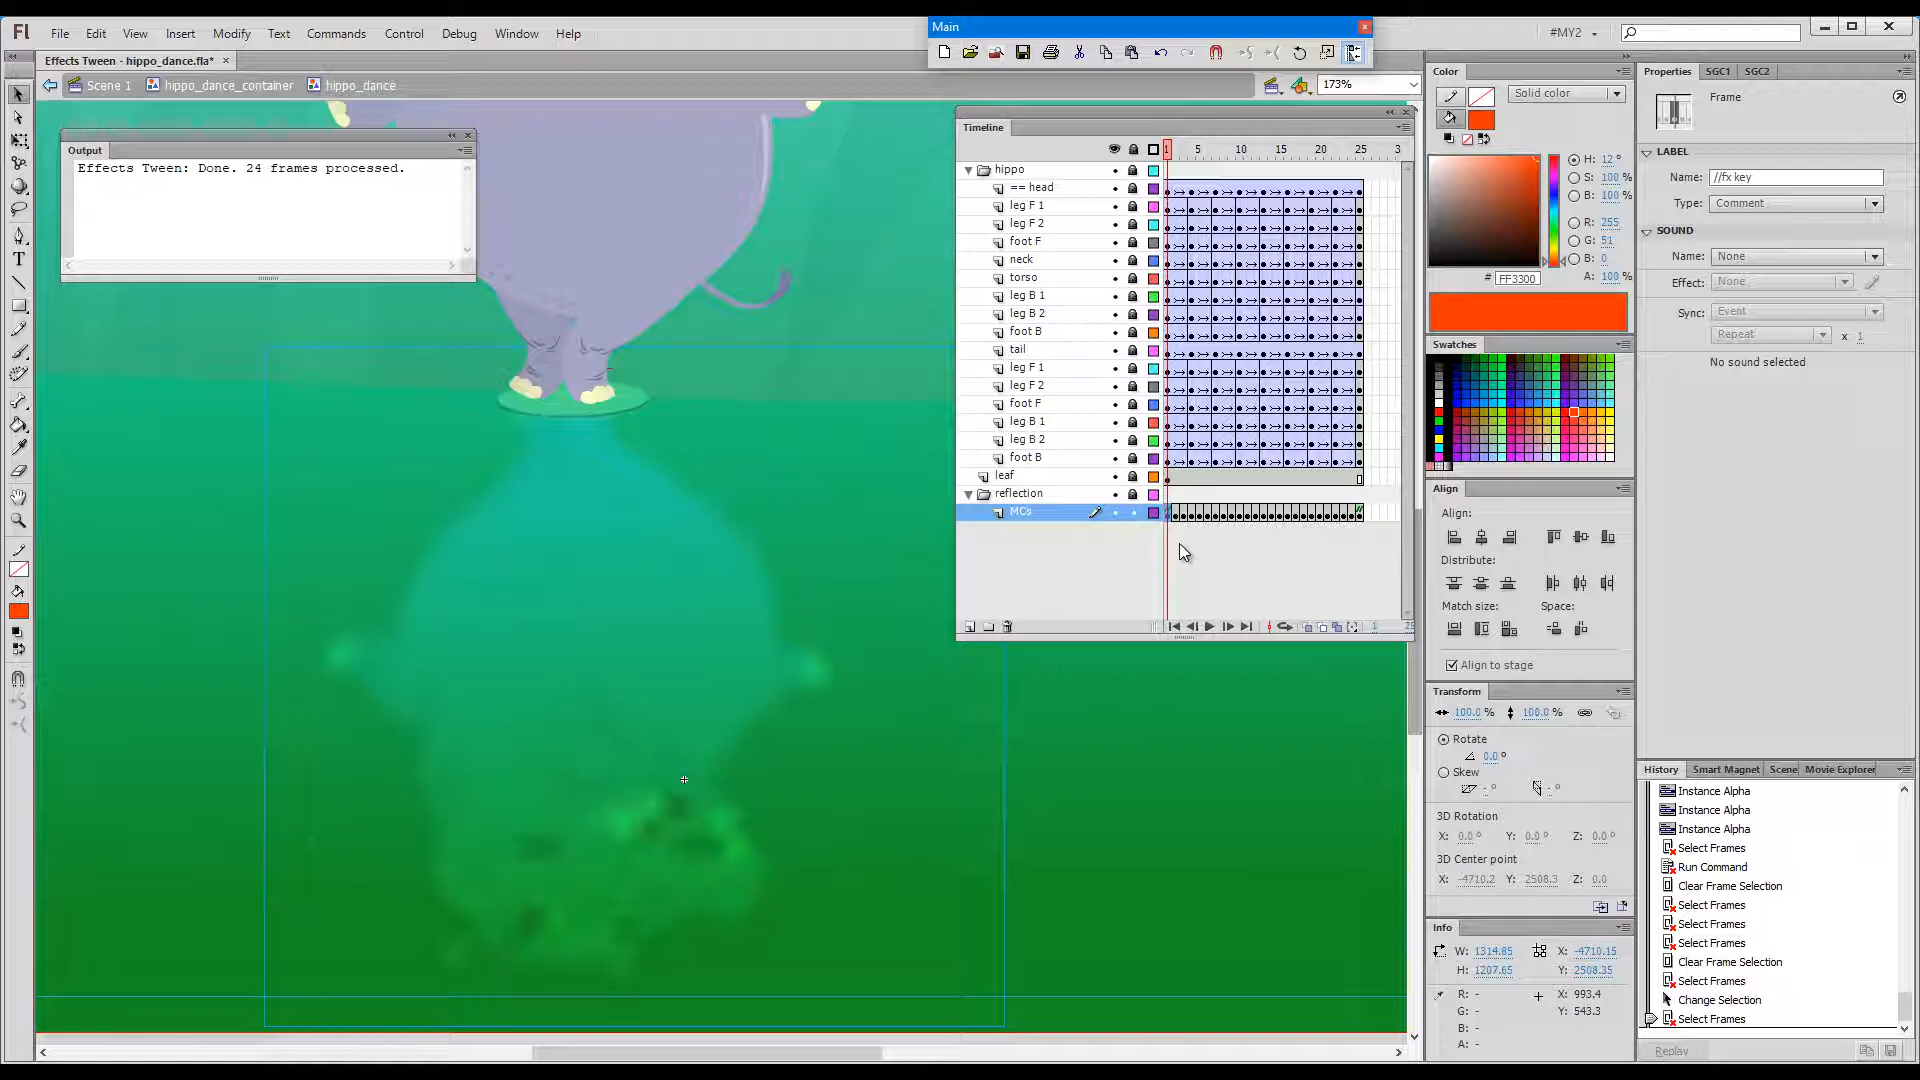 Main
Fl File Edit View Insert Modify Text Commands Control Debug Window Help
#MY2
Effects Tween - hippo_dance.fla*
Scene 1 hippo_dance_container hippo_dance
173%
Output
Effects Tween: Done. 24 frames processed.
Timeline
1 5 10 15 20 25 3
hippo
== head
leg F 1
leg F 2
foot F
neck
torso
leg B 1
leg B 2
foot B
tail
leg F 1
leg F 2
foot F
leg B 1
leg B 2
foot B
leaf
reflection
MCs
1 25
Color
Solid color
H: 12 °
S: 100 %
B: 100 %
R: 255
G: 51
B: 0
A: 100 %
# FF3300
Swatches
Align
Align:
Distribute:
Match size: Space:
Align to stage
Transform
100.0 % 100.0 %
Rotate
0.0 °
Skew
- ° - °
3D Rotation
X: 0.0 ° Y: 0.0 ° Z: 0.0
3D Center point
X: -4710.2 Y: 2508.3 Z: 0.0
Info
W: 1314.85 X: -4710.15
H: 1207.65 Y: 2508.35
R: - X: 993.4
G: - Y: 543.3
B: -
A: -
Properties SGC1 SGC2
Frame
LABEL
Name: //fx key
Type: Comment
SOUND
Name: None
Effect: None
Sync: Event
Repeat x 1
No sound selected
History Smart Magnet Scene Movie Explorer
Instance Alpha
Instance Alpha
Instance Alpha
Select Frames
Run Command
Clear Frame Selection
Select Frames
Select Frames
Select Frames
Clear Frame Selection
Select Frames
Change Selection
Select Frames
Replay